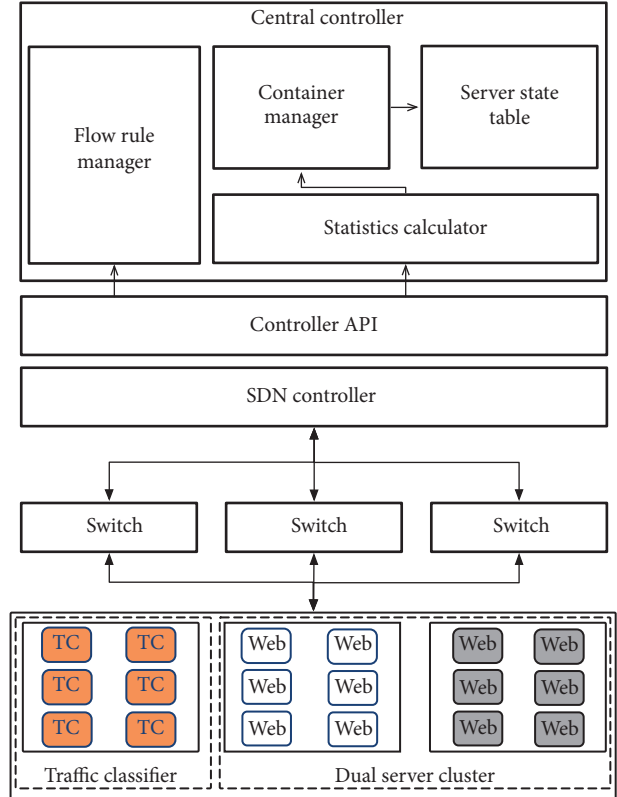 Central controller
Flow rule
manager
Container
manager
Server state
table
Statistics calculator
Controller API
SDN controller
Switch
Switch
Switch
TC TC Web Web Web Web
TC TC Web Web Web Web
TC TC Web Web Web Web
Traffic classifier
Dual server cluster